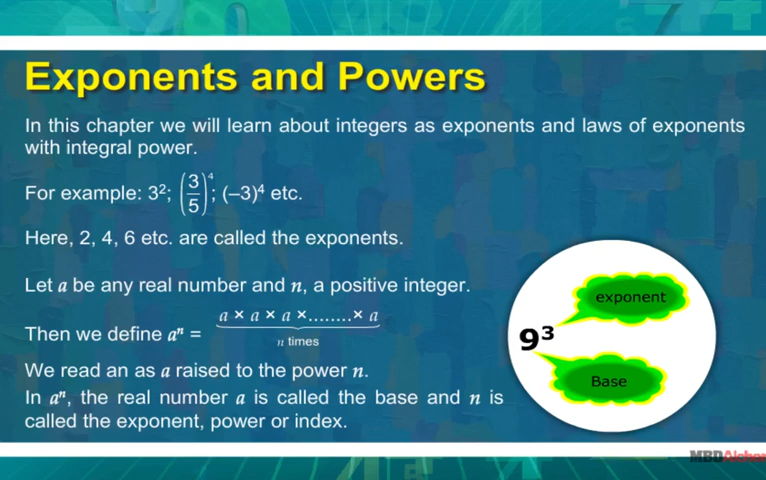 Exponents and Powers
In this chapter we will learn about integers as exponents and laws of exponents
with integral power.
For example: 3²; (3/5)⁴; (–3)⁴ etc.
Here, 2, 4, 6 etc. are called the exponents.
Let a be any real number and n, a positive integer.
Then we define aⁿ = a × a × a ×........× a
n times
We read an as a raised to the power n.
In aⁿ, the real number a is called the base and n is
called the exponent, power or index.
exponent
9³
Base